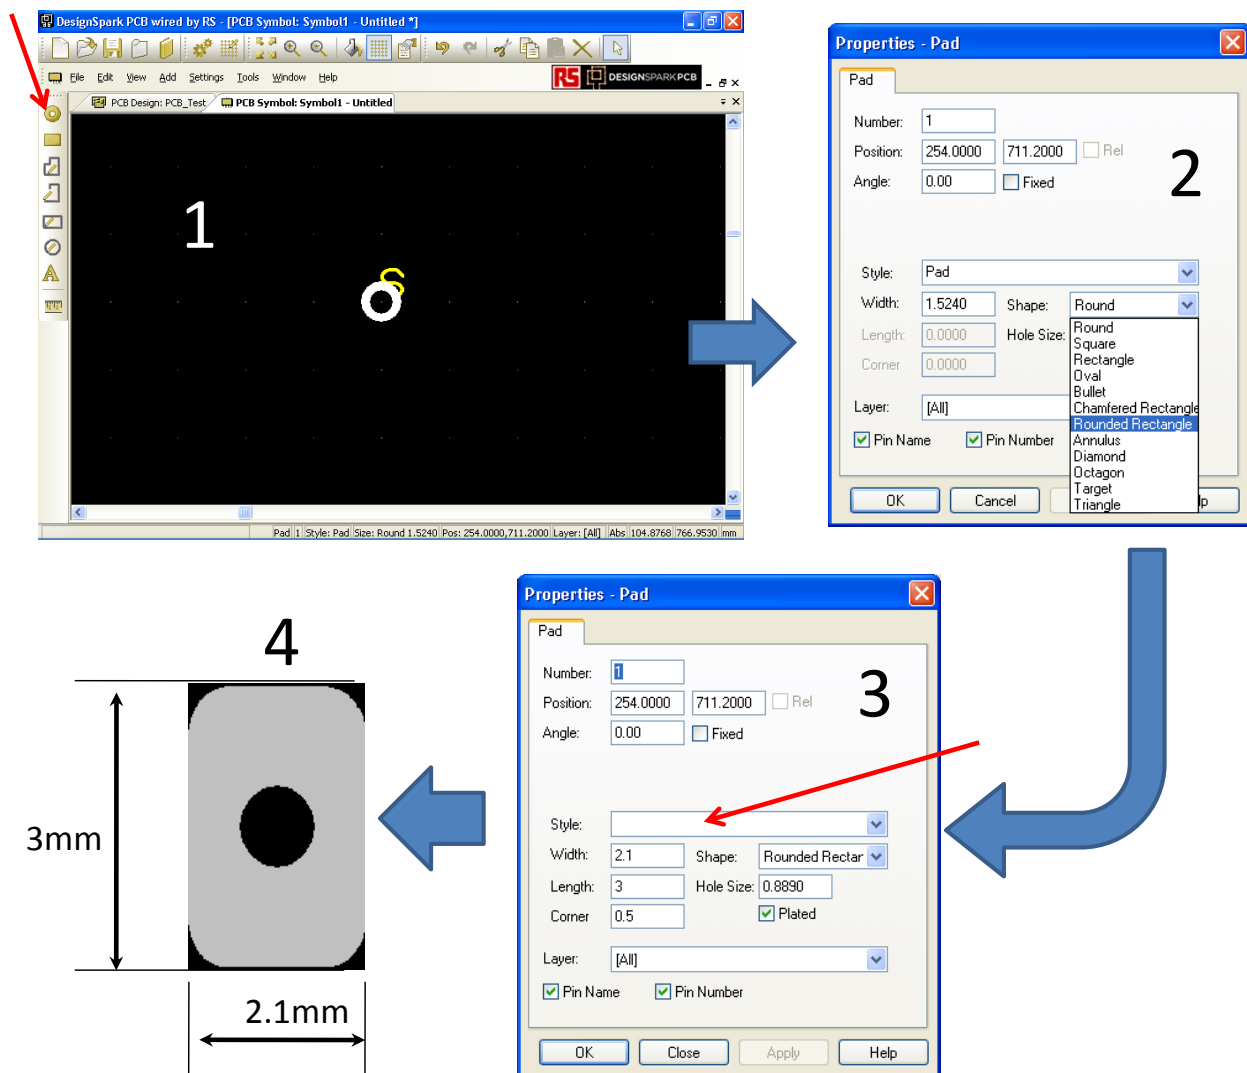 DesignSpark PCB wired by RS - [PCB Symbol: Symbol1 - Untitled *]
File Edit View Add Settings Tools Window Help
RS DESIGNSPARK PCB
PCB Design: PCB_Test PCB Symbol: Symbol1 - Untitled
1
S
Pad 1 Style: Pad Size: Round 1.5240 Pos: 254.0000,711.2000 Layer: [All] Abs 104.8768 766.9530 mm
Properties - Pad
Pad
2
Number: 1
Position: 254.0000 711.2000 Rel
Angle: 0.00 Fixed
Style: Pad
Width: 1.5240 Shape: Round
Length: 0.0000 Hole Size:
Corner 0.0000
Round
Square
Rectangle
Oval
Bullet
Chamfered Rectangle
Rounded Rectangle
Annulus
Diamond
Octagon
Target
Triangle
Layer: [All]
Pin Name Pin Number
OK Cancel lp
Properties - Pad
Pad
3
Number: 1
Position: 254.0000 711.2000 Rel
Angle: 0.00 Fixed
Style:
Width: 2.1 Shape: Rounded Rectar
Length: 3 Hole Size: 0.8890
Corner 0.5 Plated
Layer: [All]
Pin Name Pin Number
OK Close Apply Help
4
3mm
2.1mm